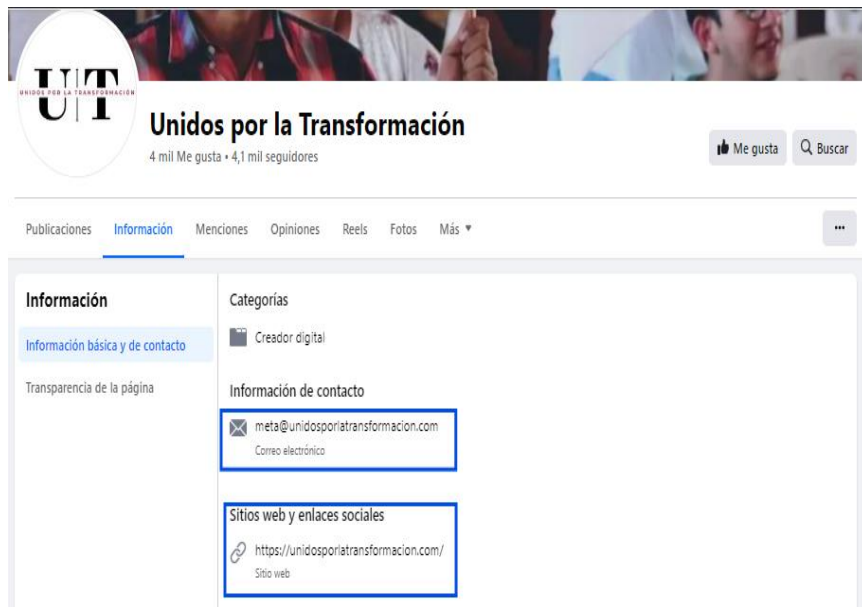 U|T
UNIDOS POR LA TRANSFORMACIÓN
Unidos por la Transformación
4 mil Me gusta • 4,1 mil seguidores
Me gusta
Buscar
Publicaciones Información Menciones Opiniones Reels Fotos Más
Información
Información básica y de contacto
Transparencia de la página
Categorías
Creador digital
Información de contacto
meta@unidosporlatransformacion.com
Correo electrónico
Sitios web y enlaces sociales
https://unidosporlatransformacion.com/
Sitio web